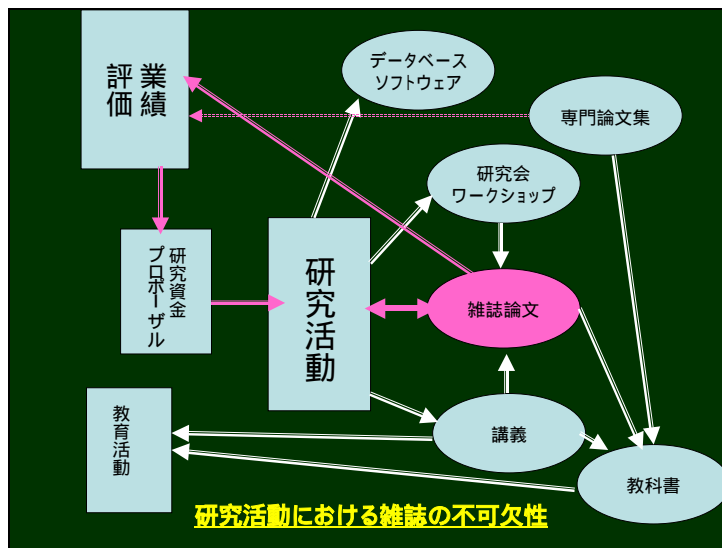 業績
評価
データベース
ソフトウェア
専門論文集
研究会
ワークショップ
研究資金
プロポーザル
研究活動
雑誌論文
教育活動
講義
教科書
研究活動における雑誌の不可欠性